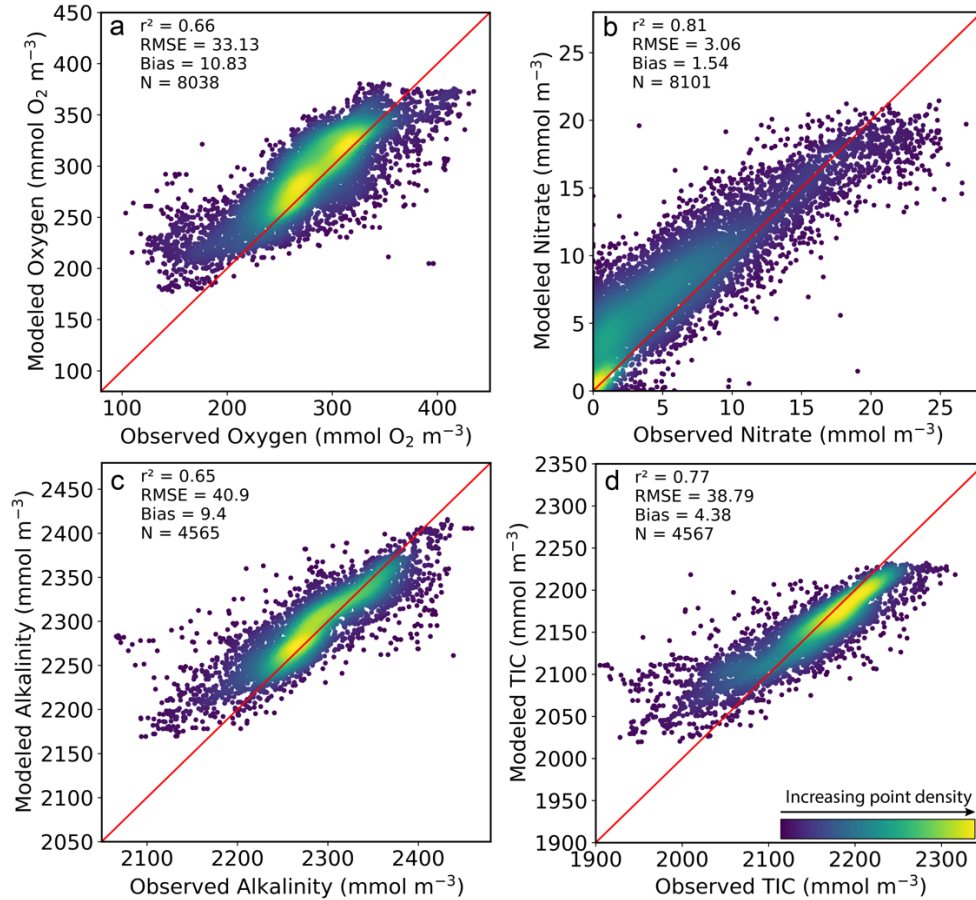 a
r² = 0.66
RMSE = 33.13
Bias = 10.83
N = 8038
450
400
350
300
250
200
150
100
Modeled Oxygen (mmol O₂ m⁻³)
100 200 300 400
Observed Oxygen (mmol O₂ m⁻³)
b
r² = 0.81
RMSE = 3.06
Bias = 1.54
N = 8101
25
20
15
10
5
0
Modeled Nitrate (mmol m⁻³)
0 5 10 15 20 25
Observed Nitrate (mmol m⁻³)
c
r² = 0.65
RMSE = 40.9
Bias = 9.4
N = 4565
2450
2400
2350
2300
2250
2200
2150
2100
2050
Modeled Alkalinity (mmol m⁻³)
2100 2200 2300 2400
Observed Alkalinity (mmol m⁻³)
d
r² = 0.77
RMSE = 38.79
Bias = 4.38
N = 4567
2350
2300
2250
2200
2150
2100
2050
2000
1950
1900
Modeled TIC (mmol m⁻³)
Increasing point density
1900 2000 2100 2200 2300
Observed TIC (mmol m⁻³)